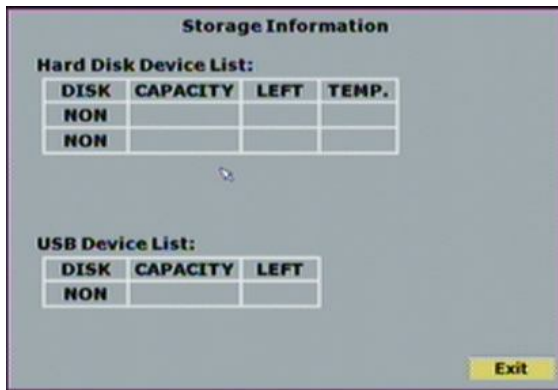 Storage Information
Hard Disk Device List:
DISK CAPACITY LEFT TEMP.
NON
NON
USB Device List:
DISK CAPACITY LEFT
NON
Exit